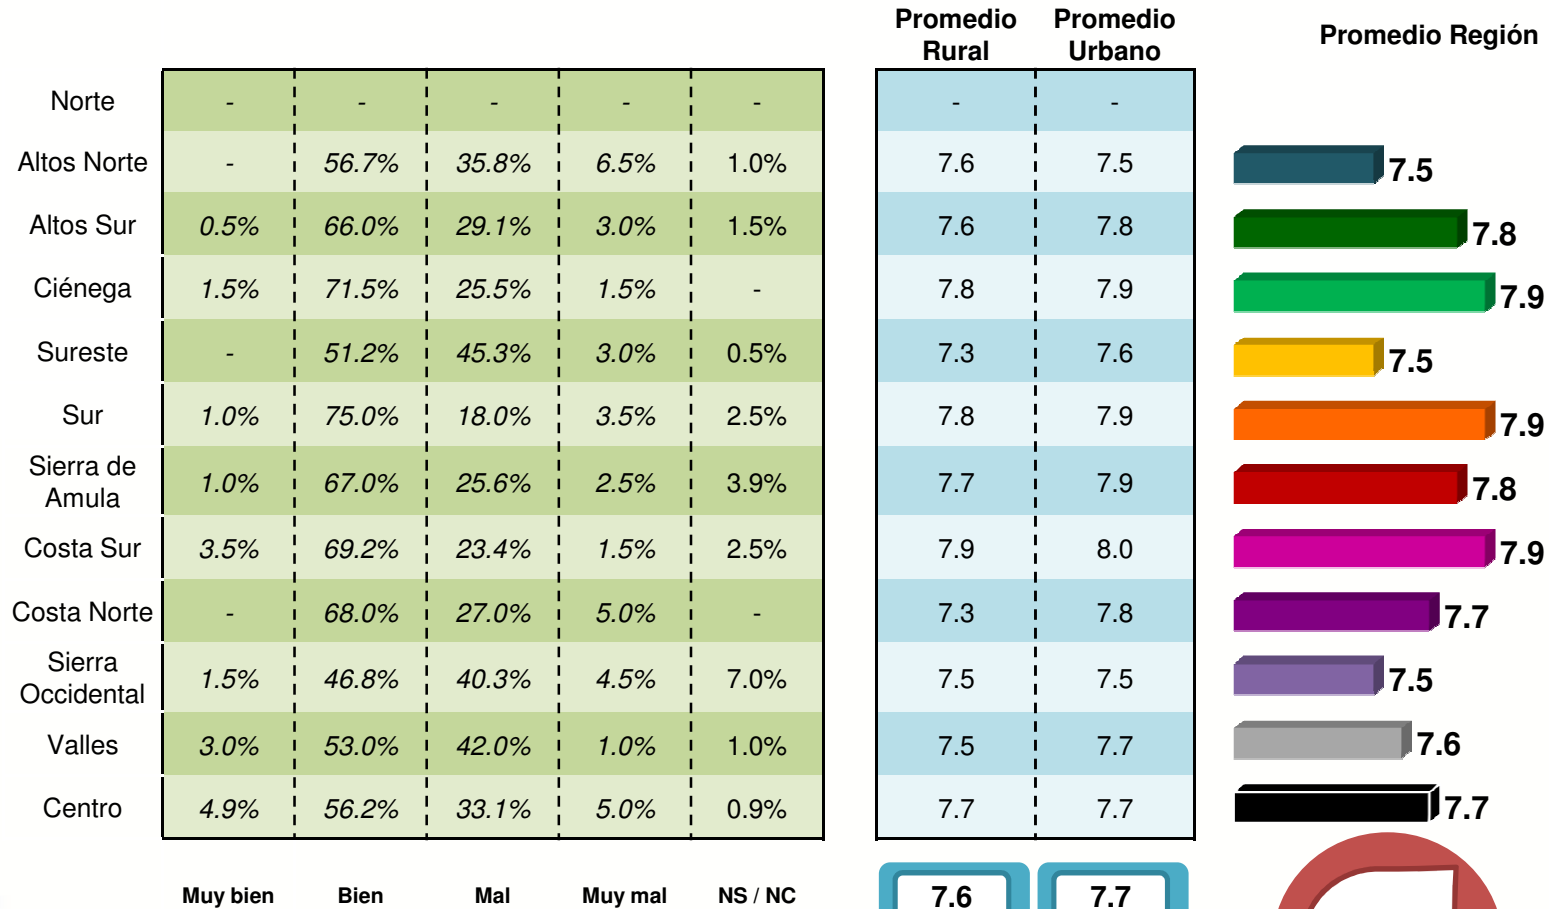 Promedio Rural Promedio Urbano Promedio Región
Norte - - - - - - -
Altos Norte - 56.7% 35.8% 6.5% 1.0% 7.6 7.5 7.5
Altos Sur 0.5% 66.0% 29.1% 3.0% 1.5% 7.6 7.8 7.8
Ciénega 1.5% 71.5% 25.5% 1.5% - 7.8 7.9 7.9
Sureste - 51.2% 45.3% 3.0% 0.5% 7.3 7.6 7.5
Sur 1.0% 75.0% 18.0% 3.5% 2.5% 7.8 7.9 7.9
Sierra de Amula 1.0% 67.0% 25.6% 2.5% 3.9% 7.7 7.9 7.8
Costa Sur 3.5% 69.2% 23.4% 1.5% 2.5% 7.9 8.0 7.9
Costa Norte - 68.0% 27.0% 5.0% - 7.3 7.8 7.7
Sierra Occidental 1.5% 46.8% 40.3% 4.5% 7.0% 7.5 7.5 7.5
Valles 3.0% 53.0% 42.0% 1.0% 1.0% 7.5 7.7 7.6
Centro 4.9% 56.2% 33.1% 5.0% 0.9% 7.7 7.7 7.7
Muy bien Bien Mal Muy mal NS / NC 7.6 7.7